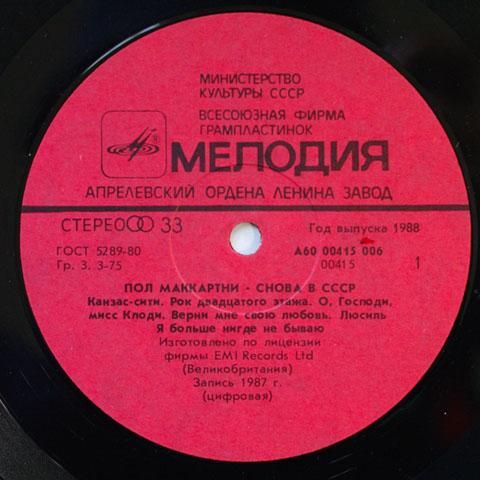 МИНИСТЕРСТВО
КУЛЬТУРЫ СССР
ВСЕСОЮЗНАЯ ФИРМА
ГРАМПЛАСТИНОК
МЕЛОДИЯ
АПРЕЛЕВСКИЙ ОРДЕНА ЛЕНИНА ЗАВОД
СТЕРЕО 33
Год выпуска 1988
ГОСТ 5289-80
А60 00415 006
Гр. 3. 3-75
00415
1
ПОЛ МАККАРТНИ - СНОВА В СССР
Канзас-сити. Рок двадцатого этажа. О, Господи,
мисс Клоди. Верни мне свою любовь. Люсиль
Я больше нигде не бываю
Изготовлено по лицензии
фирмы EMI Records Ltd
(Великобритания)
Запись 1987 г.
(цифровая)